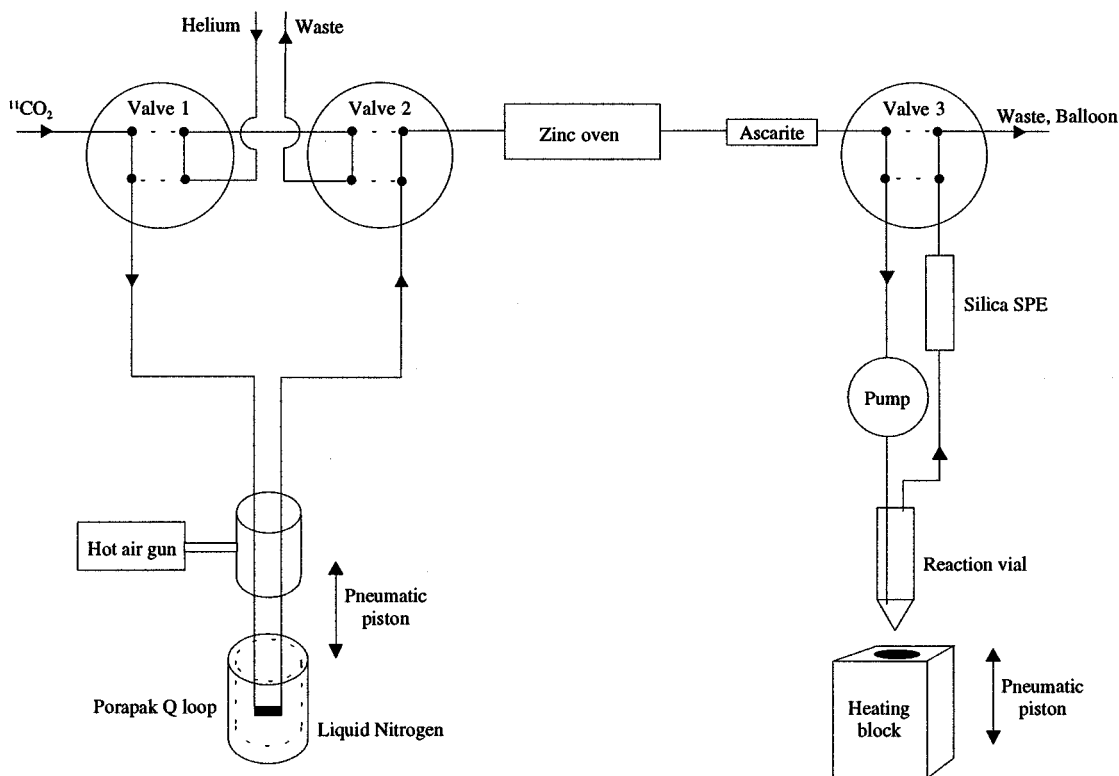 Helium
Waste
¹¹CO₂
Valve 1
Valve 2
Zinc oven
Ascarite
Valve 3
Waste, Balloon
Silica SPE
Pump
Hot air gun
Pneumatic
piston
Reaction vial
Porapak Q loop
Liquid Nitrogen
Heating
block
Pneumatic
piston